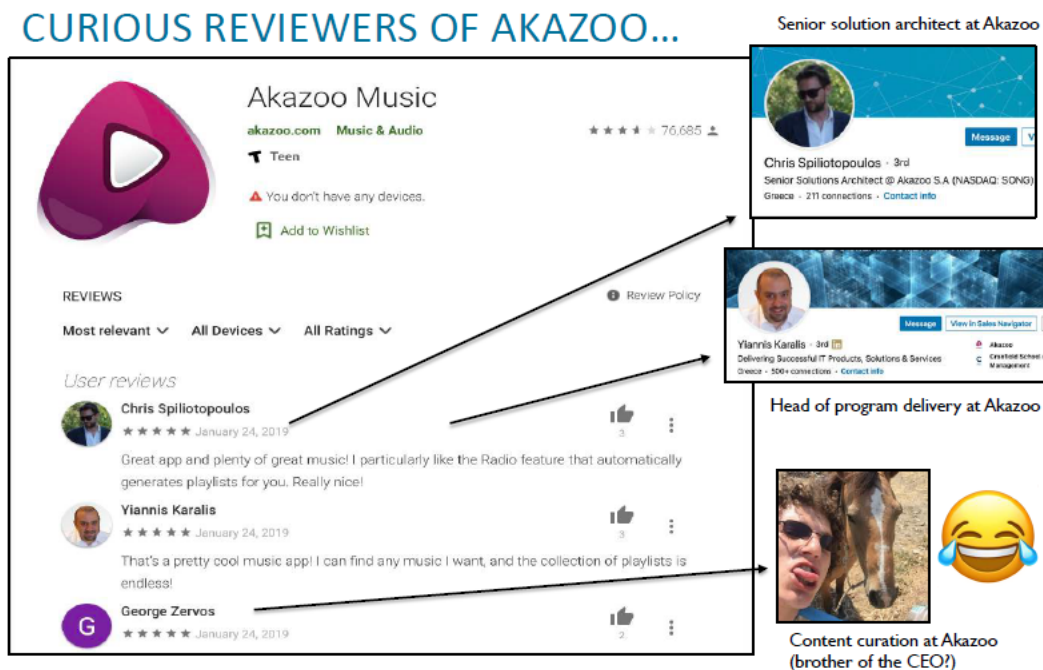 CURIOUS REVIEWERS OF AKAZOO...
Senior solution architect at Akazoo
Akazoo Music
akazoo.com Music & Audio
76,685
Teen
You don't have any devices.
Add to Wishlist
Message
Chris Spiliotopoulos · 3rd
Senior Solutions Architect @ Akazoo S.A (NASDAQ: SONG)
Greece · 211 connections · Contact info
REVIEWS
Review Policy
Most relevant All Devices All Ratings
Message View in Sales Navigator
Yiannis Karalis · 3rd
Akazoo
Delivering Successful IT Products, Solutions & Services
Management
Greece · 500+ connections · Contact info
Head of program delivery at Akazoo
User reviews
Chris Spiliotopoulos
January 24, 2019
3
Great app and plenty of great music! I particularly like the Radio feature that automatically
generates playlists for you. Really nice!
Yiannis Karalis
January 24, 2019
3
That's a pretty cool music app! I can find any music I want, and the collection of playlists is
endless!
G
George Zervos
January 24, 2019
2
Content curation at Akazoo
(brother of the CEO?)